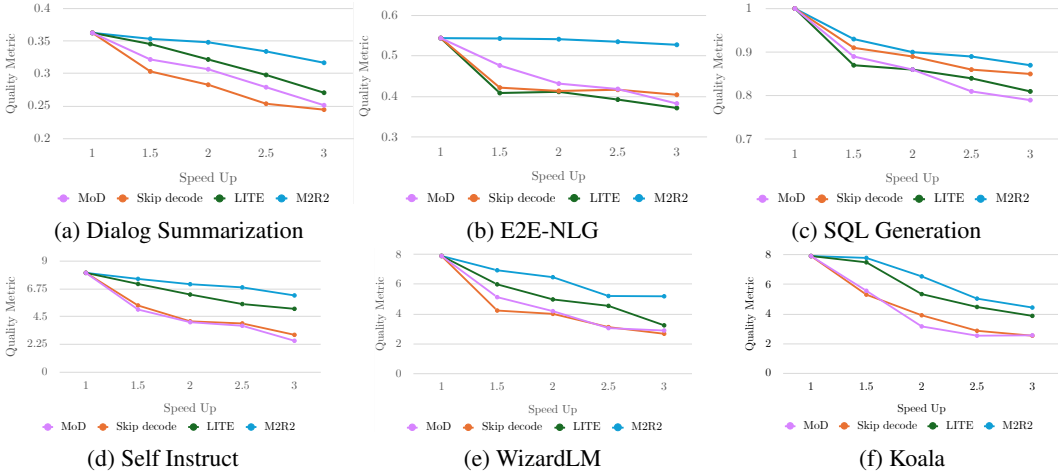 0.4
0.35
0.3
0.25
0.2
Quality Metric
1 1.5 2 2.5 3
Speed Up
MoD Skip decode LITE M2R2
(a) Dialog Summarization
0.6
0.5
0.4
0.3
Quality Metric
1 1.5 2 2.5 3
Speed Up
MoD Skip decode LITE M2R2
(b) E2E-NLG
1
0.9
0.8
0.7
Quality Metric
1 1.5 2 2.5 3
Speed Up
MoD Skip decode LITE M2R2
(c) SQL Generation
9
6.75
4.5
2.25
0
Quality Metric
1 1.5 2 2.5 3
Speed Up
MoD Skip decode LITE M2R2
(d) Self Instruct
8
6
4
2
0
Quality Metric
1 1.5 2 2.5 3
Speed Up
MoD Skip decode LITE M2R2
(e) WizardLM
8
6
4
2
0
Quality Metric
1 1.5 2 2.5 3
Speed Up
MoD Skip decode LITE M2R2
(f) Koala